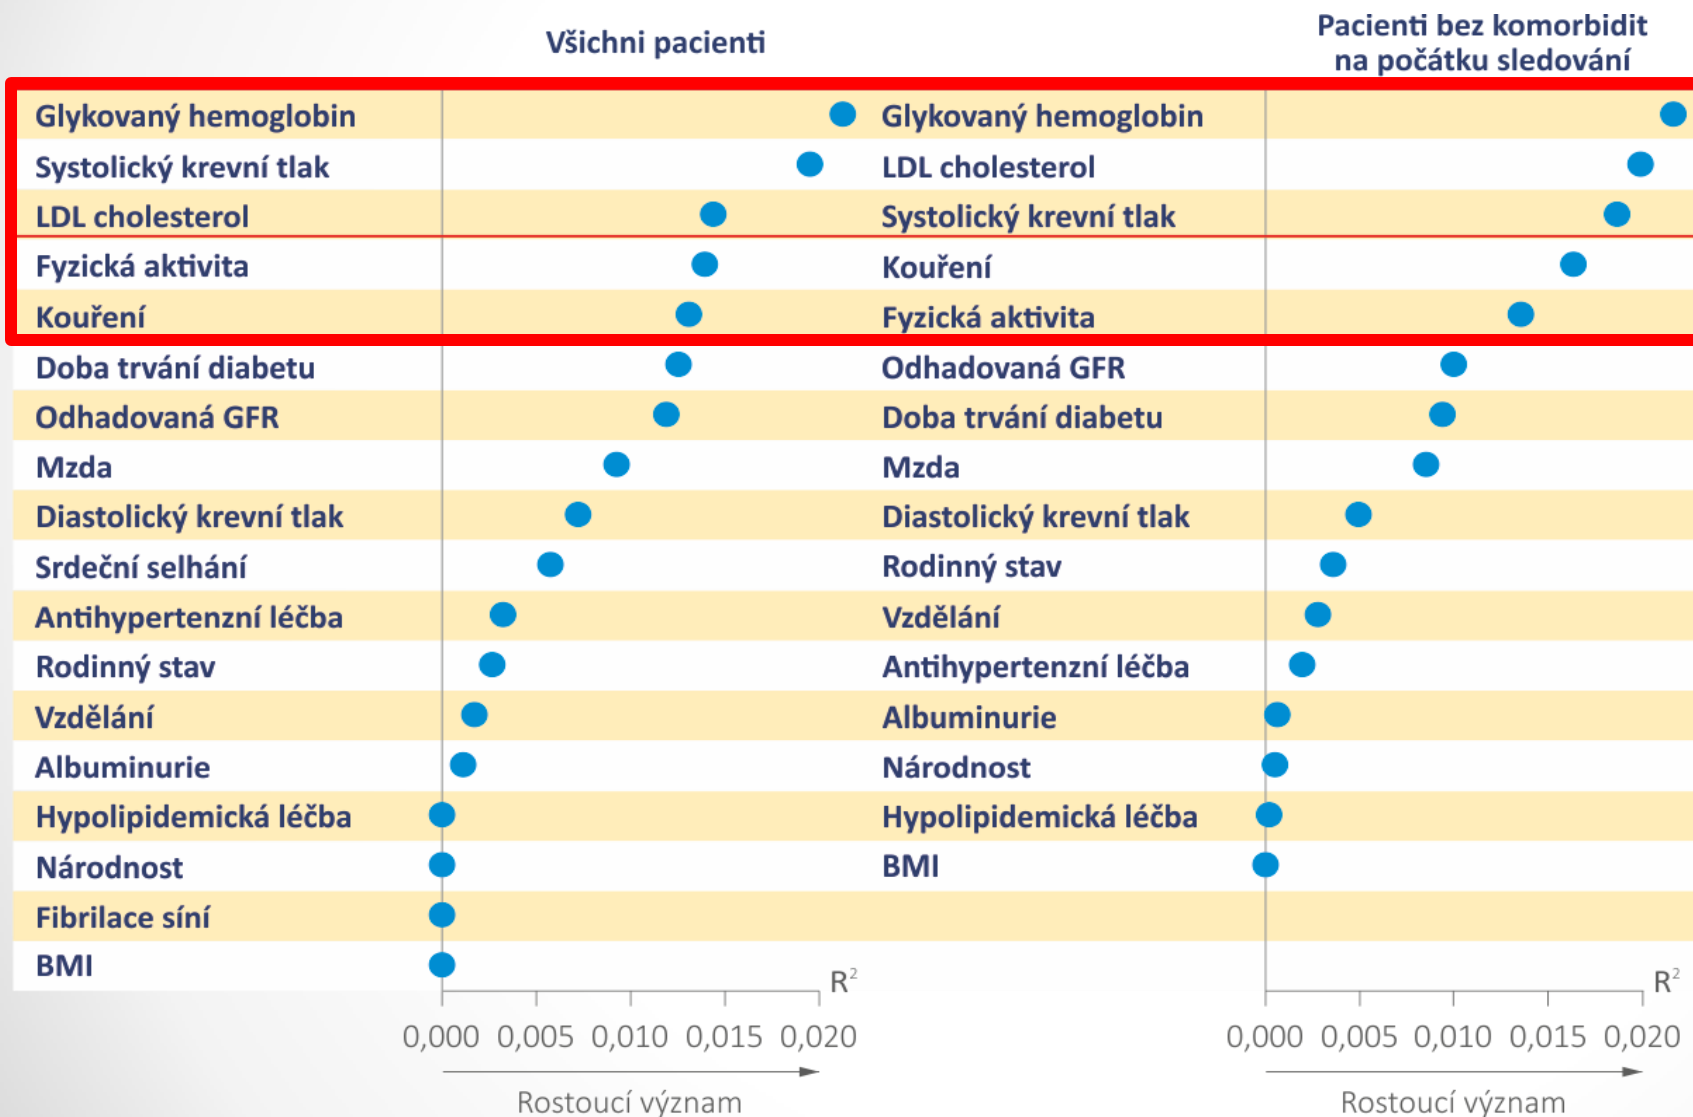 Všichni pacienti
Pacienti bez komorbidit
na počátku sledování
Glykovaný hemoglobin
Systolický krevní tlak
LDL cholesterol
Fyzická aktivita
Kouření
Doba trvání diabetu
Odhadovaná GFR
Mzda
Diastolický krevní tlak
Srdeční selhání
Antihypertenzní léčba
Rodinný stav
Vzdělání
Albuminurie
Hypolipidemická léčba
Národnost
Fibrilace síní
BMI
R²
0,000 0,005 0,010 0,015 0,020
Rostoucí význam
Glykovaný hemoglobin
LDL cholesterol
Systolický krevní tlak
Kouření
Fyzická aktivita
Odhadovaná GFR
Doba trvání diabetu
Mzda
Diastolický krevní tlak
Rodinný stav
Vzdělání
Antihypertenzní léčba
Albuminurie
Národnost
Hypolipidemická léčba
BMI
R²
0,000 0,005 0,010 0,015 0,020
Rostoucí význam